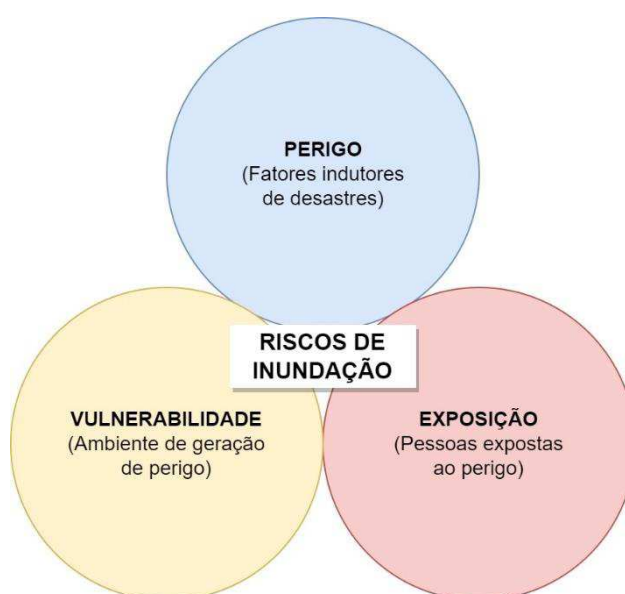 PERIGO
(Fatores indutores
de desastres)
RISCOS DE
INUNDAÇÃO
VULNERABILIDADE
(Ambiente de geração
de perigo)
EXPOSIÇÃO
(Pessoas expostas
ao perigo)